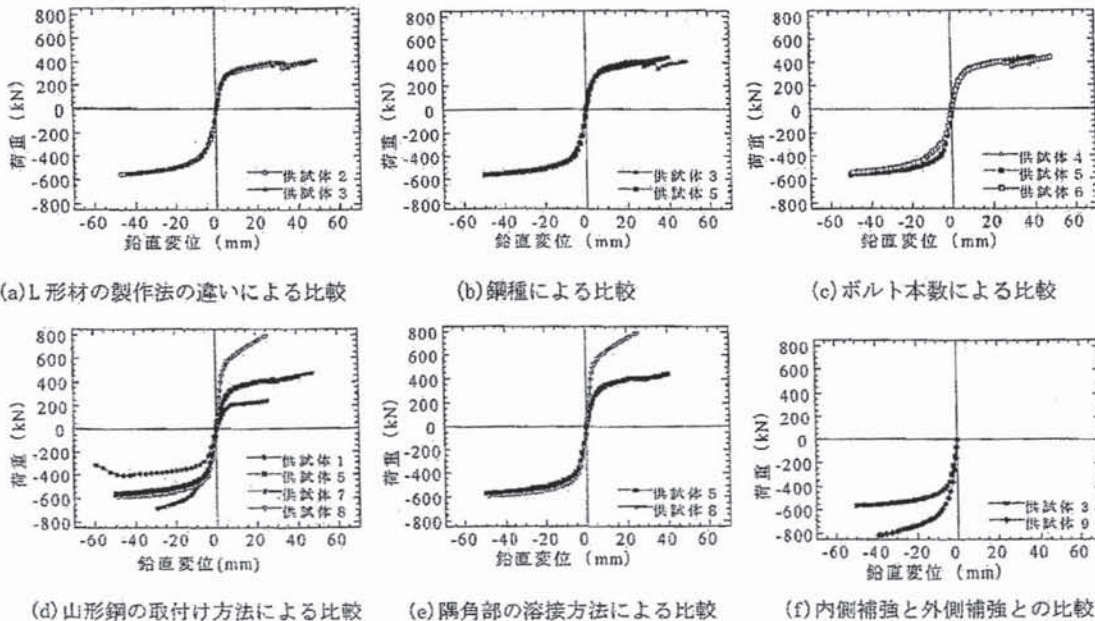 800
600
400
200
0
-200
-400
-600
-800
荷重 (kN)
供試体 2
供試体 3
-60 -40 -20 0 20 40 60
鉛直変位 (mm)
(a)L形材の製作法の違いによる比較
800
600
400
200
0
-200
-400
-600
-800
荷重 (kN)
供試体 3
供試体 5
-60 -40 -20 0 20 40 60
鉛直変位 (mm)
(b)鋼種による比較
800
600
400
200
0
-200
-400
-600
-800
荷重 (kN)
供試体 4
供試体 5
供試体 6
-60 -40 -20 0 20 40 60
鉛直変位 (mm)
(c)ボルト本数による比較
800
600
400
200
0
-200
-400
-600
-800
荷重 (kN)
供試体 1
供試体 5
供試体 7
供試体 8
-60 -40 -20 0 20 40 60
鉛直変位(mm)
(d)山形鋼の取付け方法による比較
800
600
400
200
0
-200
-400
-600
-800
荷重 (kN)
供試体 5
供試体 8
-60 -40 -20 0 20 40 60
鉛直変位 (mm)
(e)隅角部の溶接方法による比較
800
600
400
200
0
-200
-400
-600
-800
荷重 (kN)
供試体 3
供試体 9
-60 -40 -20 0 20 40 60
鉛直変位 (mm)
(f)内側補強と外側補強との比較